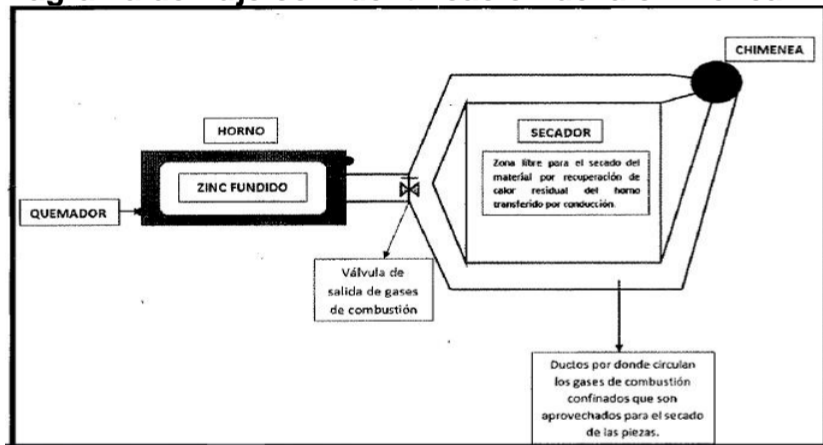 CHIMENEA
HORNO
SECADOR
Zona libre para el secado del
material por recuperación de
calor residual del horno
transferido por conducción.
ZINC FUNDIDO
QUEMADOR
Válvula de
salida de gases
de combustión
Ductos por donde circulan
los gases de combustión
confinados que son
aprovechados para el secado
de las piezas.